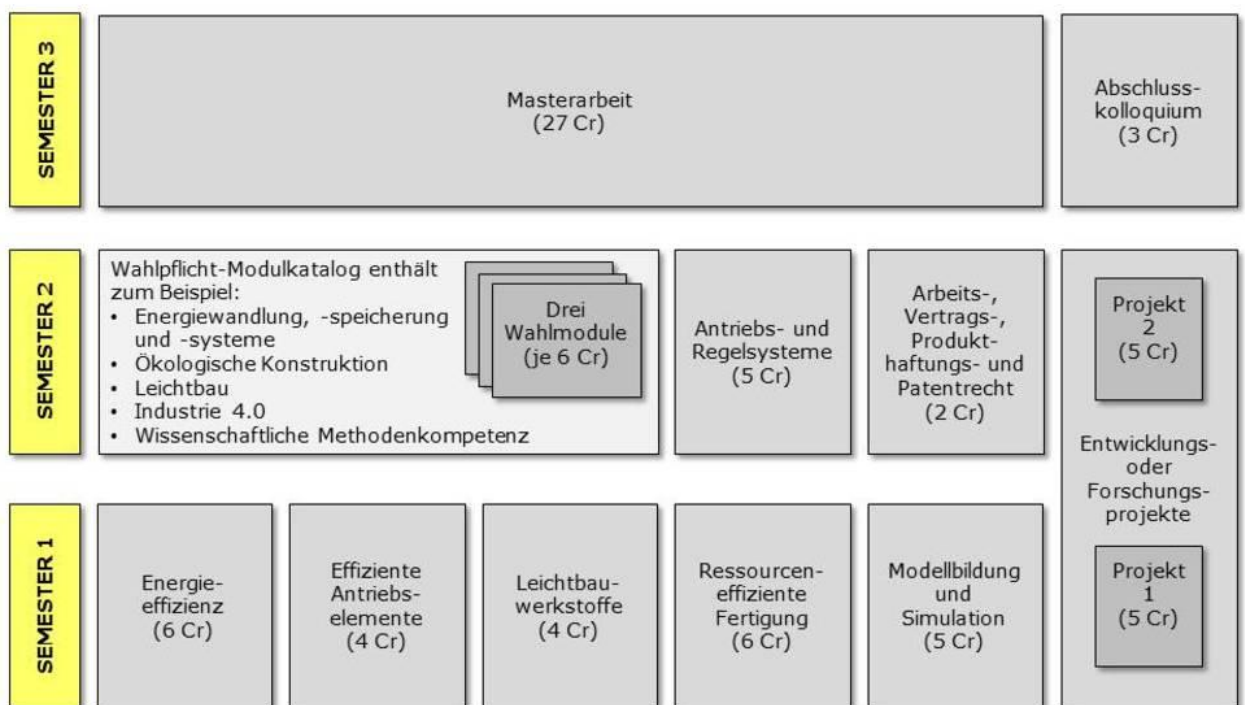 SEMESTER 3
Masterarbeit
(27 Cr)
Abschluss-
kolloquium
(3 Cr)
SEMESTER 2
Wahlpflicht-Modulkatalog enthält
zum Beispiel:
• Energiewandlung, -speicherung
und -systeme
• Ökologische Konstruktion
• Leichtbau
• Industrie 4.0
• Wissenschaftliche Methodenkompetenz
Drei
Wahlmodule
(je 6 Cr)
Antriebs- und
Regelsysteme
(5 Cr)
Arbeits-,
Vertrags-,
Produkt-
haftungs- und
Patentrecht
(2 Cr)
Projekt
2
(5 Cr)
Entwicklungs-
oder
Forschungs-
projekte
SEMESTER 1
Energie-
effizienz
(6 Cr)
Effiziente
Antriebs-
elemente
(4 Cr)
Leichtbau-
werkstoffe
(4 Cr)
Ressourcen-
effiziente
Fertigung
(6 Cr)
Modellbildung
und
Simulation
(5 Cr)
Projekt
1
(5 Cr)